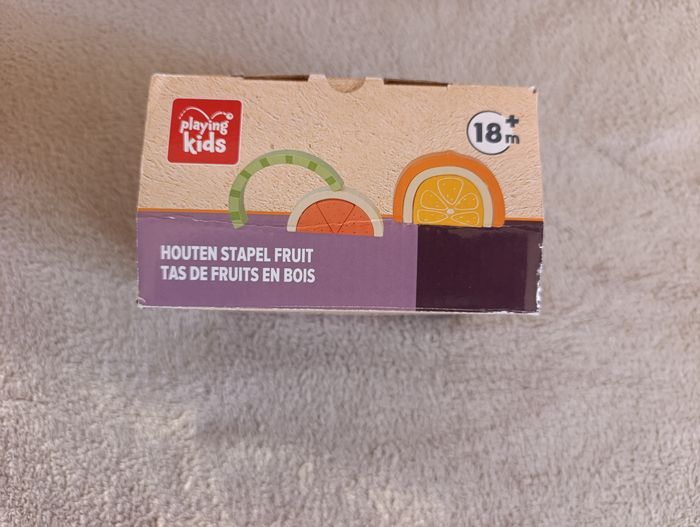 playing
kids
18+
m
HOUTEN STAPEL FRUIT
TAS DE FRUITS EN BOIS